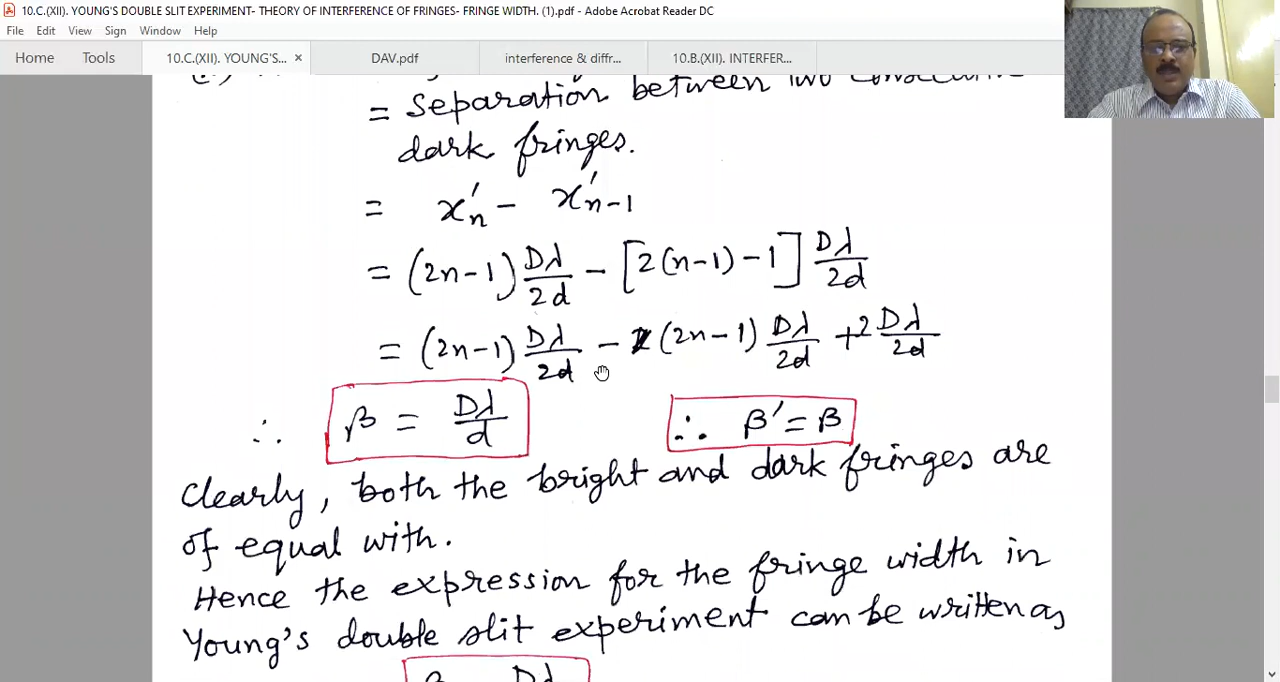 10.C.(XII). YOUNG'S DOUBLE SLIT EXPERIMENT- THEORY OF INTERFERENCE OF FRINGES- FRINGE WIDTH. (1).pdf - Adobe Acrobat Reader DC
File Edit View Sign Window Help
Home Tools 10.C.(XII). YOUNG'S... × DAV.pdf interference & diffr... 10.B.(XII). INTERFER...
= Separation between two consecutive
dark fringes.
= x'n - x'n-1
= (2n-1) Dλ/2d - [2(n-1)-1] Dλ/2d
= (2n-1) Dλ/2d - (2n-1) Dλ/2d + 2 Dλ/2d
∴ β = Dλ/d ∴ β' = β
Clearly, both the bright and dark fringes are
of equal with.
Hence the expression for the fringe width in
Young's double slit experiment can be written as